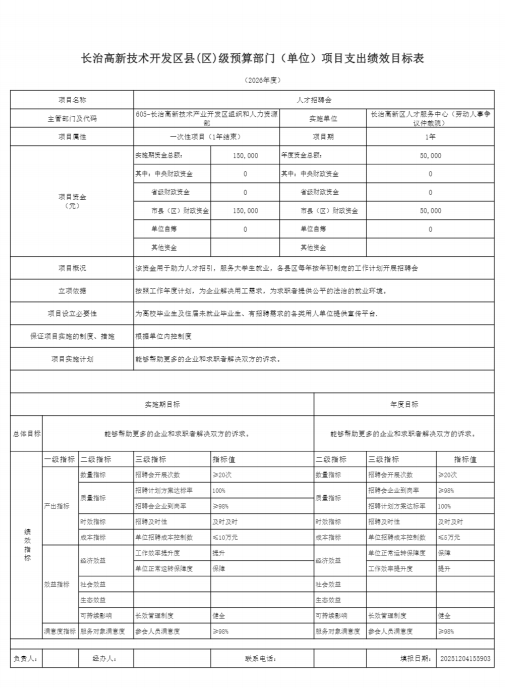 长治高新技术开发区县(区)级预算部门（单位）项目支出绩效目标表
（2026年度）
项目名称 人才招聘会
主管部门及代码 605-长治高新技术产业开发区组织和人力资源部 实施单位 长治高新区人才服务中心（劳动人事争议仲裁院）
项目属性 一次性项目（1年结束） 项目期 1年
项目资金（元） 实施期资金总额： 150,000 年度资金总额： 50,000
其中：中央财政资金 0 其中：中央财政资金 0
省级财政资金 0 省级财政资金 0
市县（区）财政资金 150,000 市县（区）财政资金 50,000
单位自筹 0 单位自筹 0
其他资金 其他资金
项目概况 该资金用于助力人才招引，服务大学生就业，各县区每年按年初制定的工作计划开展招聘会
立项依据 按照工作年度计划，为企业解决用工需求，为求职者提供公平的法治的就业环境。
项目设立必要性 为高校毕业生及往届未就业毕业生、有招聘需求的各类用人单位提供宣传平台.
保证项目实施的制度、措施 根据单位内控制度
项目实施计划 能够帮助更多的企业和求职者解决双方的诉求。
实施期目标 年度目标
总体目标 能够帮助更多的企业和求职者解决双方的诉求。 能够帮助更多的企业和求职者解决双方的诉求。
绩效指标 一级指标 二级指标 三级指标 指标值 二级指标 三级指标 指标值
产出指标 数量指标 招聘会开展次数 ≥20次 数量指标 招聘会开展次数 ≥20次
质量指标 招聘计划方案达标率 100% 质量指标 招聘会企业到岗率 ≥98%
招聘会企业到岗率 ≥98% 招聘计划方案达标率 100%
时效指标 招聘及时性 及时及时 时效指标 招聘及时性 及时及时
成本指标 单位招聘成本控制数 ≤10万元 成本指标 单位招聘成本控制数 ≤5万元
效益指标 经济效益 工作效率提升度 提升 经济效益 单位正常运转保障度 保障
单位正常运转保障度 保障 工作效率提升度 提升
社会效益 社会效益
生态效益 生态效益
可持续影响 长效管理制度 健全 可持续影响 长效管理制度 健全
满意度指标 服务对象满意度 参会人员满意度 ≥98% 服务对象满意度 参会人员满意度 ≥98%
负责人： 经办人： 联系电话： 填报日期： 20251204155903